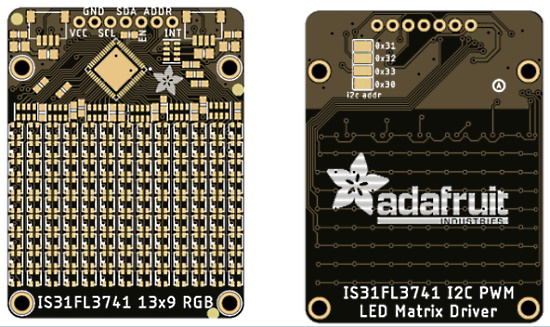 GND SDA ADDR
VCC SCL EN INT
IS31FL3741 13x9 RGB
0x31
0x32
0x33
0x30
i2c addr
A
adafruit
INDUSTRIES
IS31FL3741 I2C PWM
LED Matrix Driver